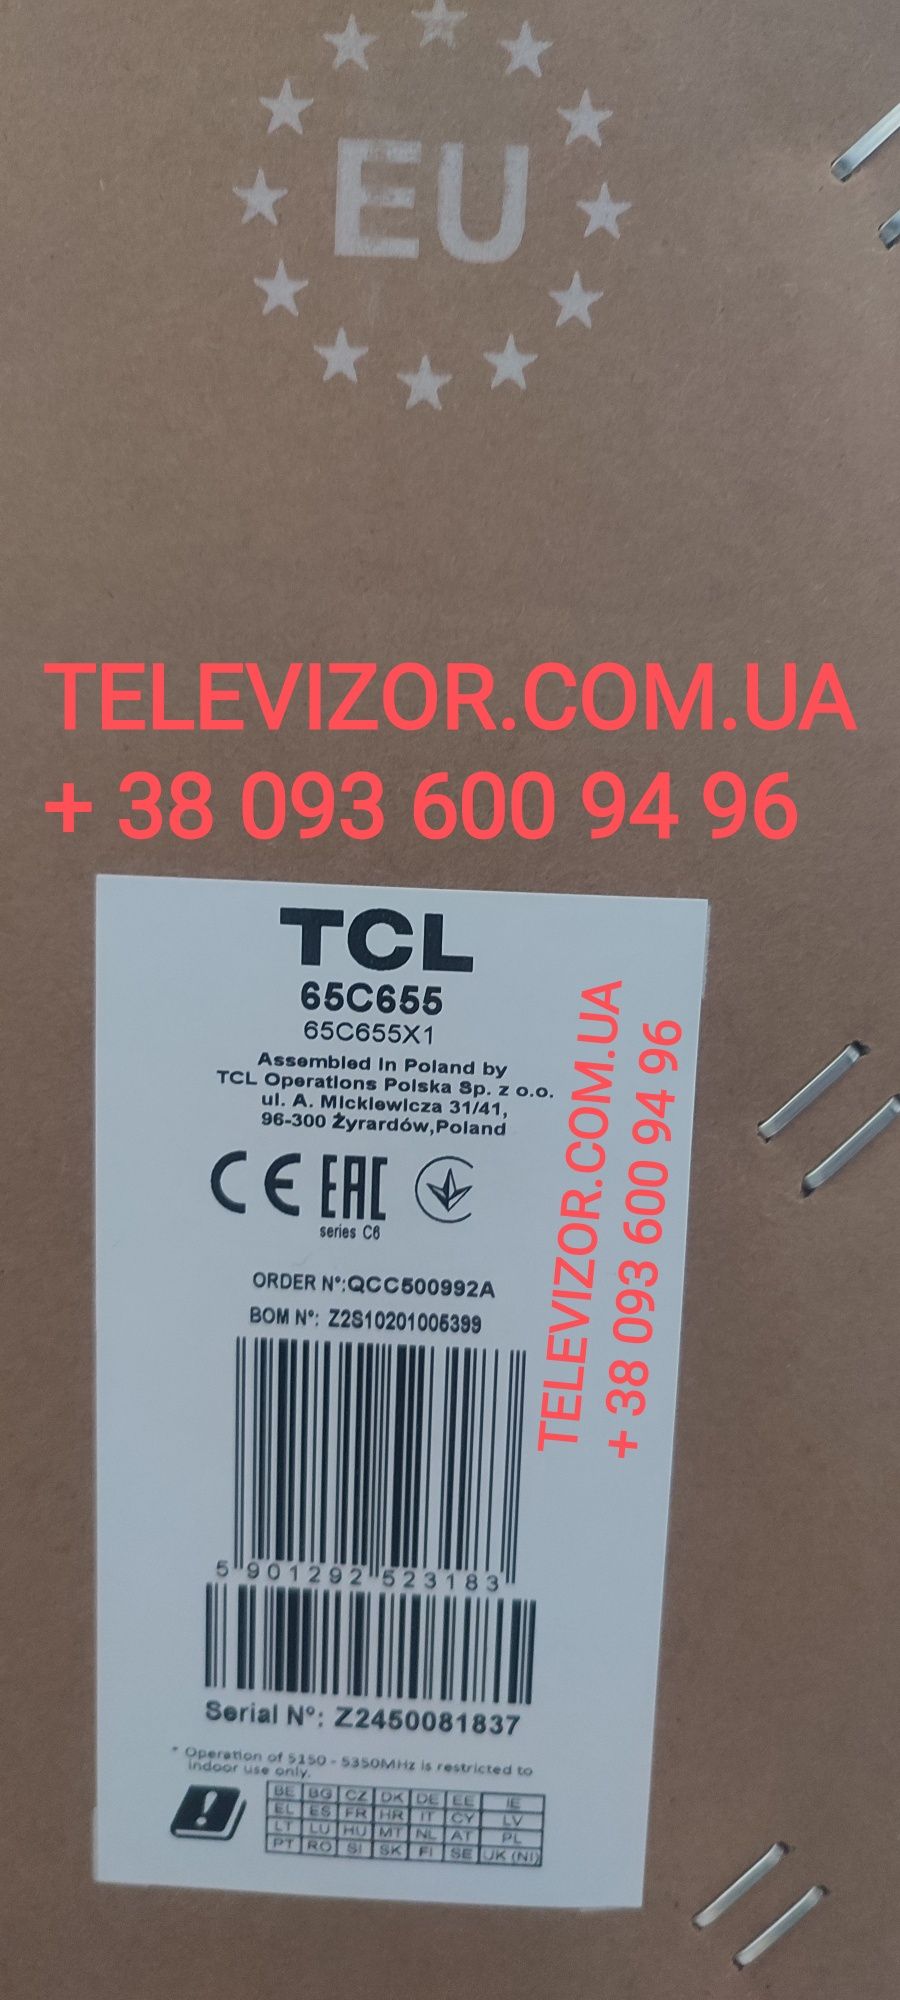 EU
TELEVIZOR.COM.UA
+ 38 093 600 94 96
TCL
65C655
65C655X1
Assembled in Poland by
TCL Operations Polska Sp. z o.o.
ul. A. Mickiewicza 31/41,
96-300 Żyrardów,Poland
CE EAC
series C6
ORDER Nº:QCC500992A
BOM Nº: Z2S10201005399
5 901292 523183
Serial Nº: Z2450081837
* Operation of 5150 - 5350MHz is restricted to
indoor use only.
BE BG CZ DK DE EE IE
EL ES FR HR IT CY LV
LT LU HU MT NL AT PL
PT RO SI SK FI SE UK (NI)
TELEVIZOR.COM.UA
+ 38 093 600 94 96